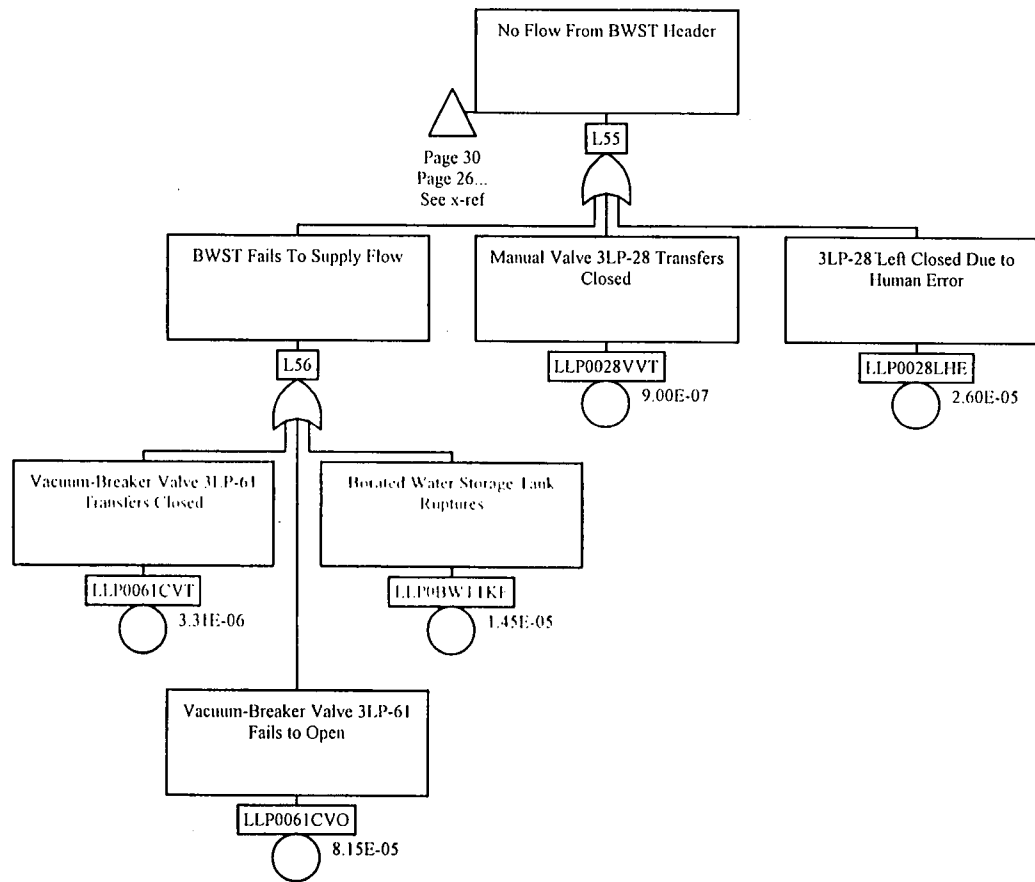 No Flow From BWST Header
L55
Page 30
Page 26...
See x-ref
BWST Fails To Supply Flow
Manual Valve 3LP-28 Transfers
Closed
3LP-28 Left Closed Due to
Human Error
L56
LLP0028VVT
9.00E-07
LLP0028LHE
2.60E-05
Vacuum-Breaker Valve 3LP-61
Transfers Closed
Borated Water Storage Tank
Ruptures
LLP0061CVT
3.31E-06
1.45E-05
Vacuum-Breaker Valve 3LP-61
Fails to Open
LLP0061CVO
8.15E-05